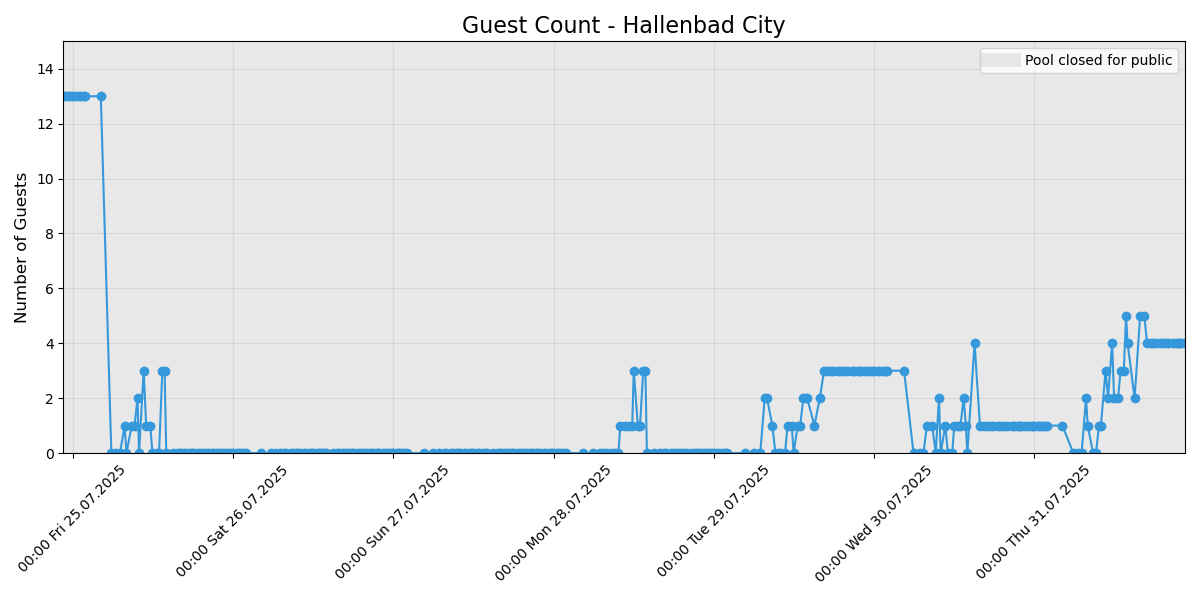 Guest Count - Hallenbad City
Pool closed for public
Number of Guests
14
12
10
8
6
4
2
0
00:00 Fri 25.07.2025
00:00 Sat 26.07.2025
00:00 Sun 27.07.2025
00:00 Mon 28.07.2025
00:00 Tue 29.07.2025
00:00 Wed 30.07.2025
00:00 Thu 31.07.2025